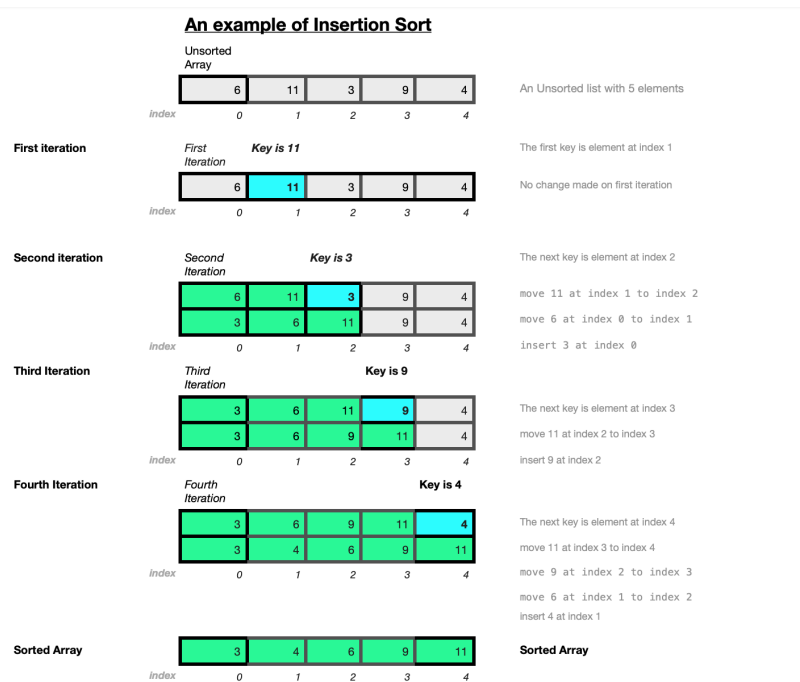 An example of Insertion Sort
Unsorted
Array
6 11 3 9 4
An Unsorted list with 5 elements
index 0 1 2 3 4
First iteration
First
Iteration
Key is 11
The first key is element at index 1
6 11 3 9 4
No change made on first iteration
index 0 1 2 3 4
Second iteration
Second
Iteration
Key is 3
The next key is element at index 2
6 11 3 9 4
move 11 at index 1 to index 2
3 6 11 9 4
move 6 at index 0 to index 1
insert 3 at index 0
index 0 1 2 3 4
Third Iteration
Third
Iteration
Key is 9
3 6 11 9 4
The next key is element at index 3
3 6 9 11 4
move 11 at index 2 to index 3
index 0 1 2 3 4
insert 9 at index 2
Fourth Iteration
Fourth
Iteration
Key is 4
3 6 9 11 4
The next key is element at index 4
3 4 6 9 11
move 11 at index 3 to index 4
index 0 1 2 3 4
move 9 at index 2 to index 3
move 6 at index 1 to index 2
insert 4 at index 1
Sorted Array
3 4 6 9 11
Sorted Array
index 0 1 2 3 4